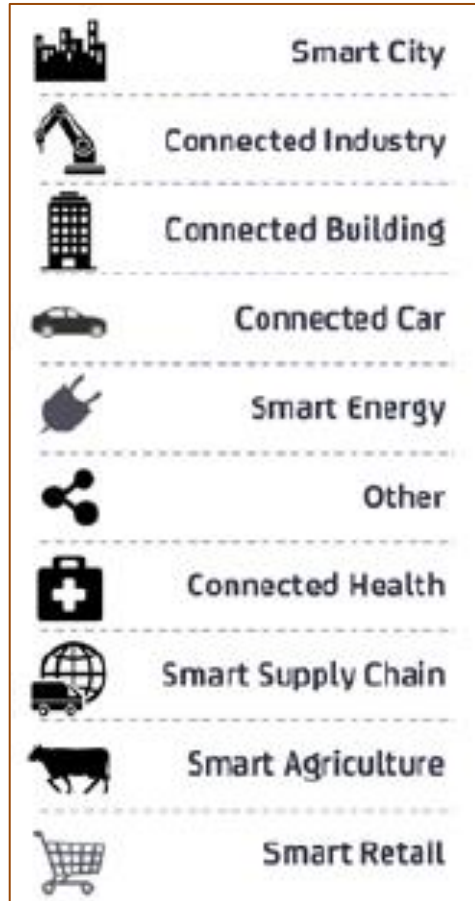 Smart City
Connected Industry
Connected Building
Connected Car
Smart Energy
Other
Connected Health
Smart Supply Chain
Smart Agriculture
Smart Retail